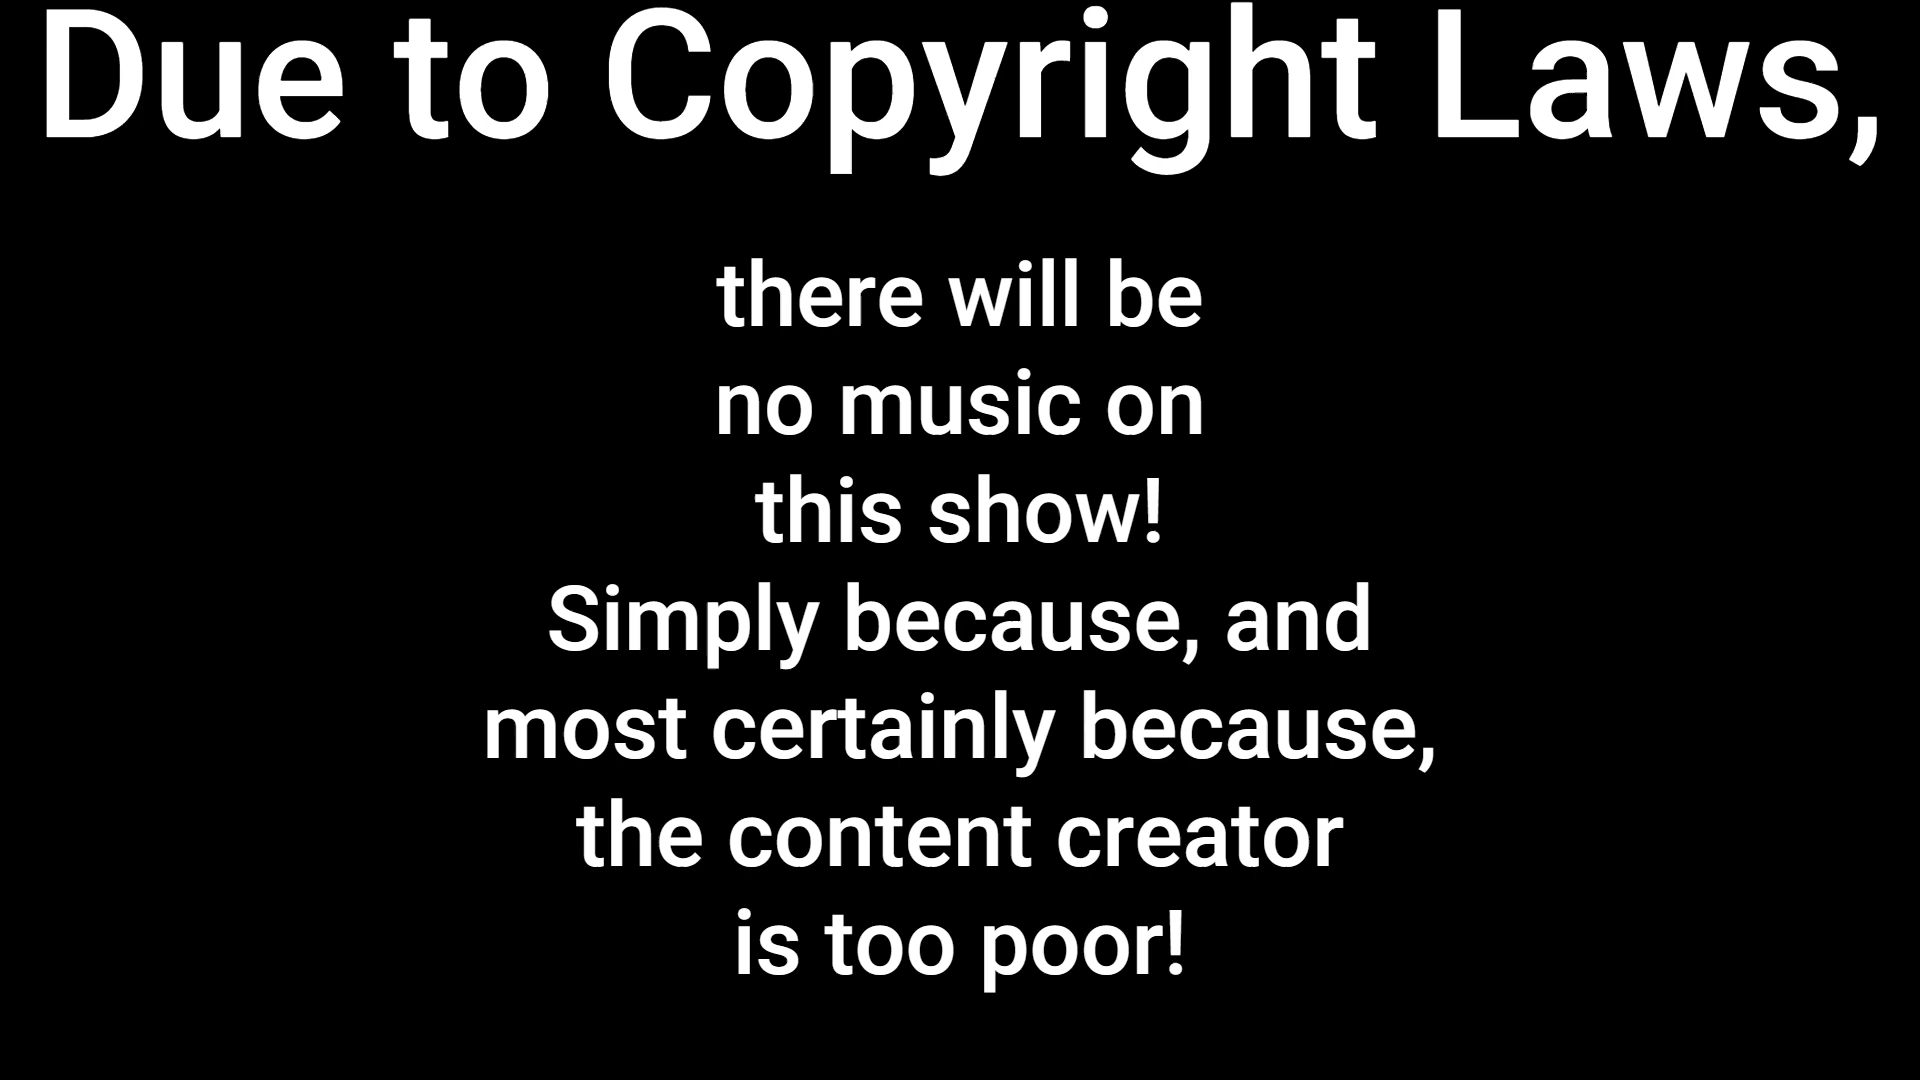 Due to Copyright Laws,
there will be
no music on
this show!
Simply because, and
most certainly because,
the content creator
is too poor!